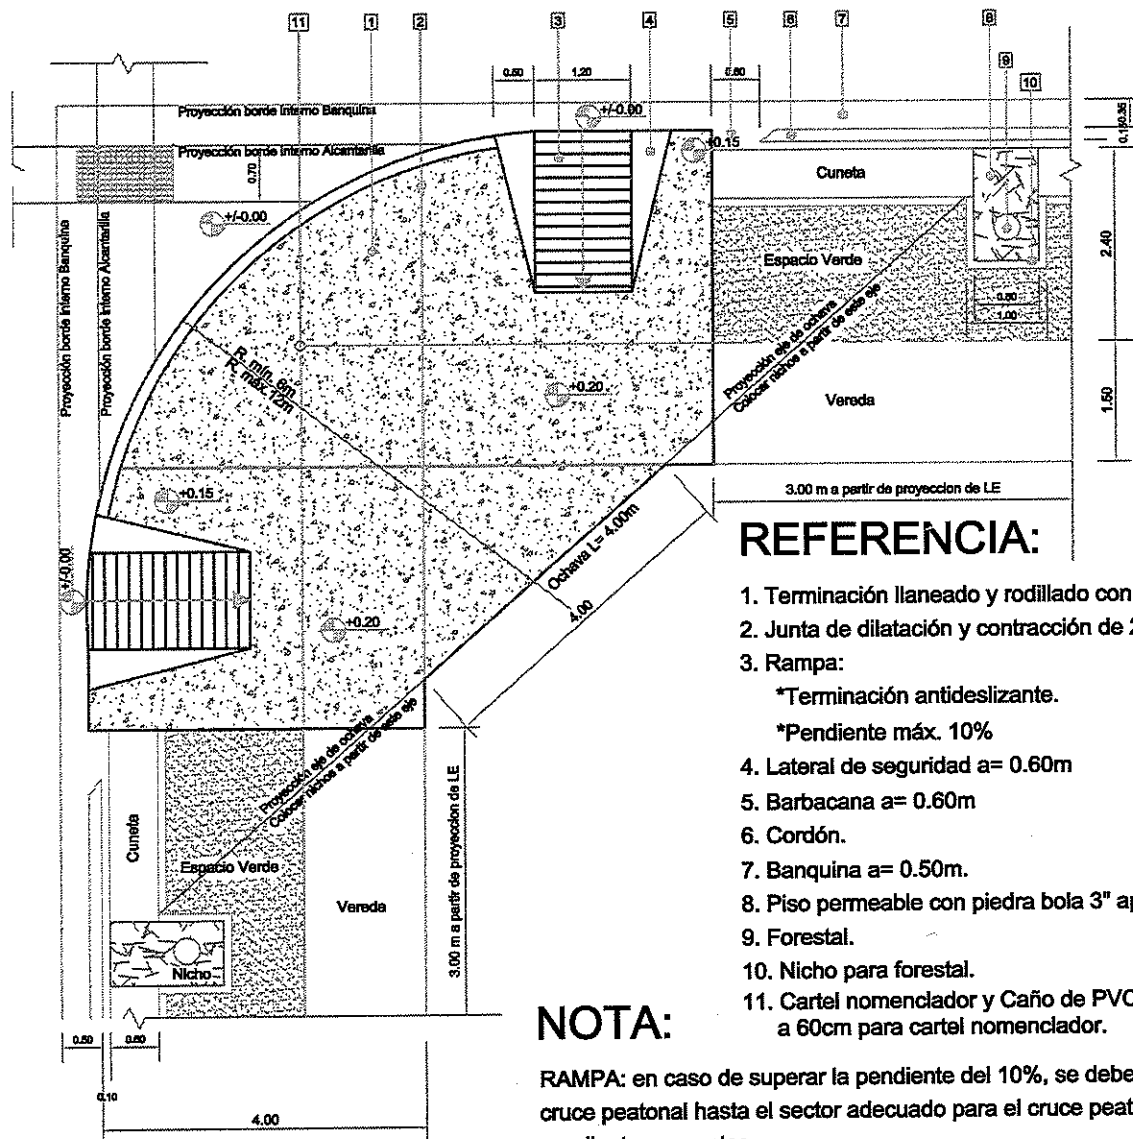 11
1
2
3
4
5
6
7
8
9
10
0.50
1,20
0.60
0.35
0.15
Proyección borde interno Banquina
Proyección borde interno Alcantarilla
+/-0.00
+0.15
0.70
+/-0.00
Cuneta
Espacio Verde
2.40
0.80
1.00
Proyección borde interno Banquina
Proyección borde interno Alcantarilla
R. mín. 6m
R. máx. 12m
+0.20
Proyección eje de ochava
Colocar nichos a partir de este eje
Vereda
1.50
+0.15
3.00 m a partir de proyeccion de LE
Ochava L= 4.00m
4.00
+/-0.00
+0.20
Proyección eje de ochava
Colocar nichos a partir de este eje
3.00 m a partir de proyeccion de LE
Cuneta
Espacio Verde
Vereda
Nicho
0.50
0.60
0.10
4.00
REFERENCIA:
1. Terminación llaneado y rodillado con
2. Junta de dilatación y contracción de
3. Rampa:
*Terminación antideslizante.
*Pendiente máx. 10%
4. Lateral de seguridad a= 0.60m
5. Barbacana a= 0.60m
6. Cordón.
7. Banquina a= 0.50m.
8. Piso permeable con piedra bola 3"
9. Forestal.
10. Nicho para forestal.
11. Cartel nomenclador y Caño de PVC
a 60cm para cartel nomenclador.
NOTA:
RAMPA: en caso de superar la pendiente del 10%, se debe
cruce peatonal hasta el sector adecuado para el cruce